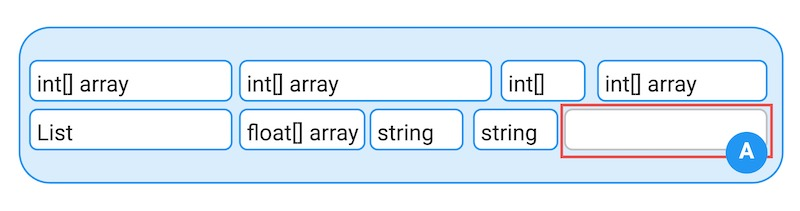 int[] array int[] array int[] int[] array
List float[] array string string
A